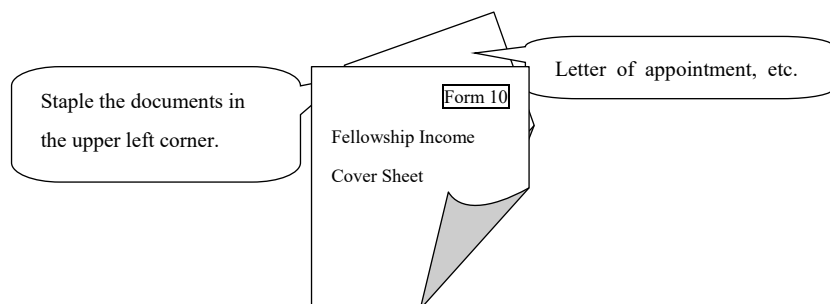 Letter of appointment, etc.
Staple the documents in
the upper left corner.
Form 10
Fellowship Income
Cover Sheet